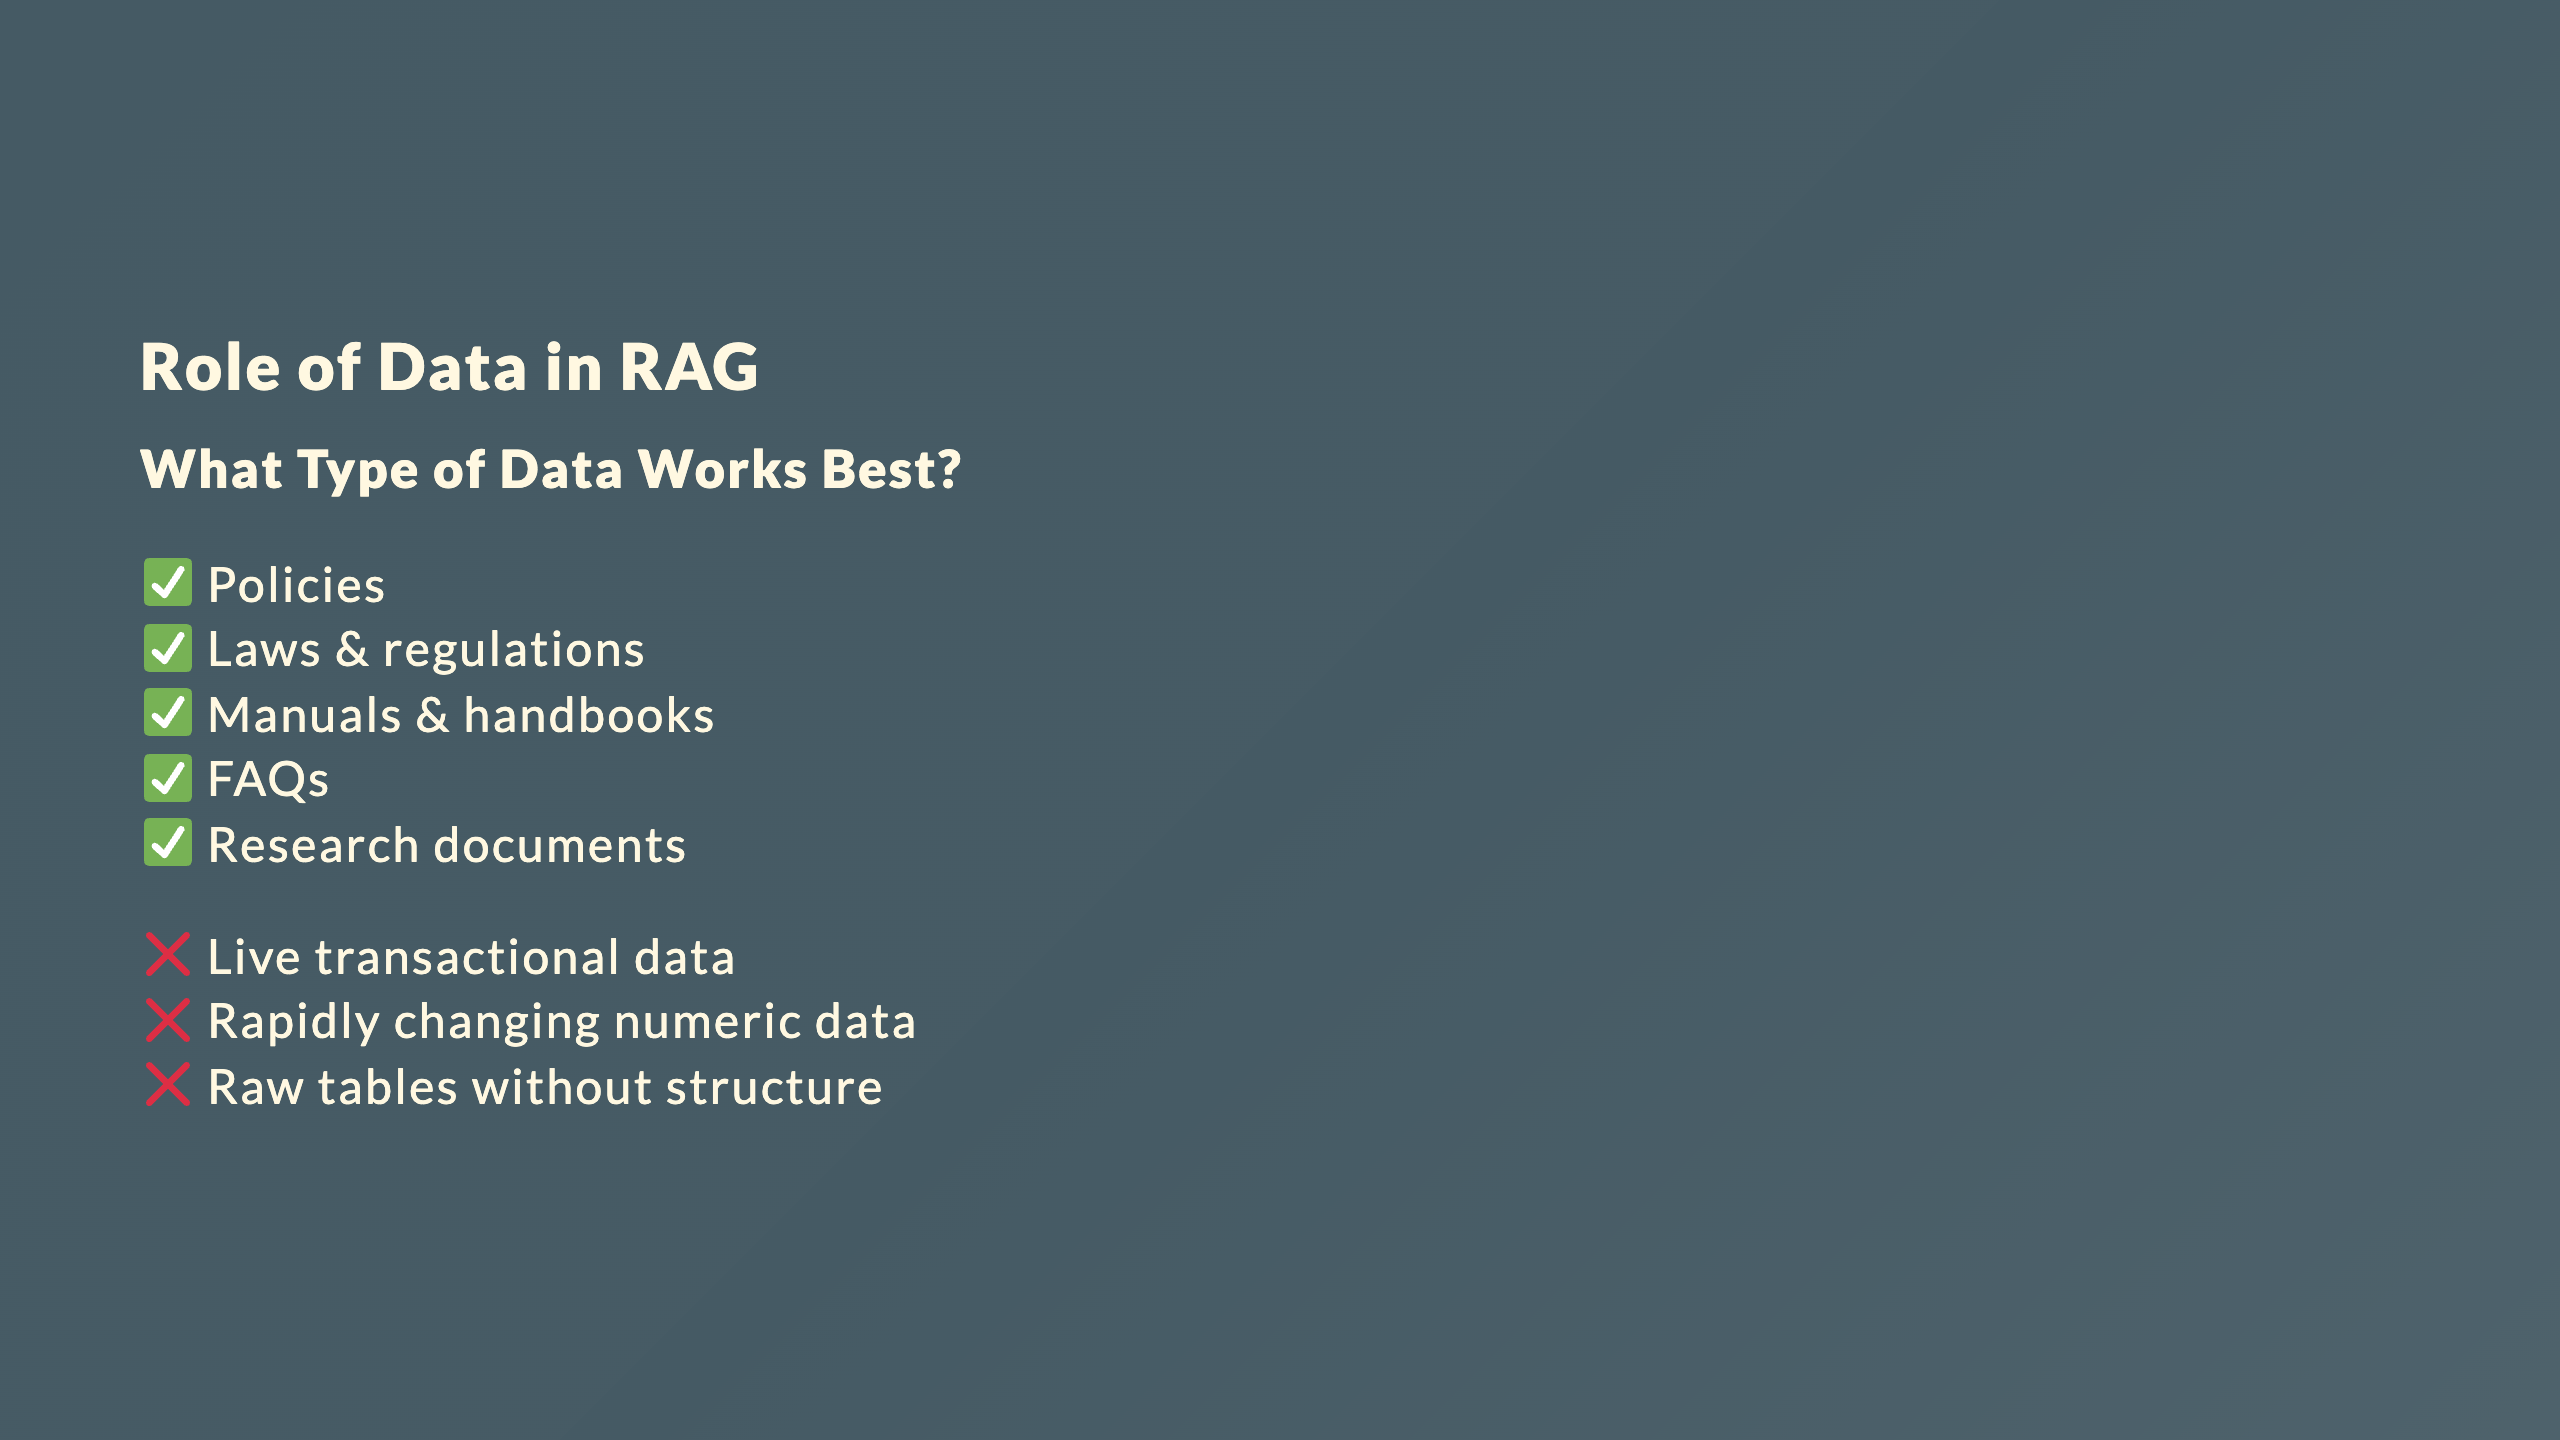 Role of Data in RAG
What Type of Data Works Best?
✅ Policies
✅ Laws & regulations
✅ Manuals & handbooks
✅ FAQs
✅ Research documents
❌ Live transactional data
❌ Rapidly changing numeric data
❌ Raw tables without structure